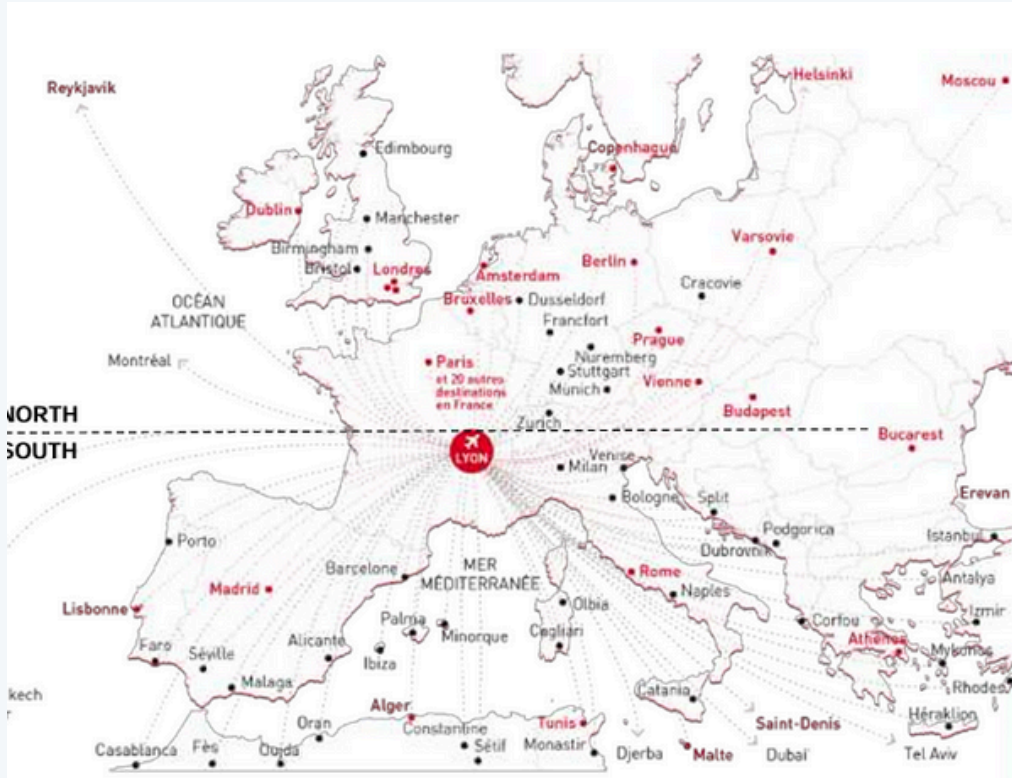 Reykjavik
Helsinki
Moscou
Edimbourg
Copenhague
Dublin
Manchester
Birmingham
Bristol
Londres
Varsovie
Berlin
Amsterdam
Cracovie
Bruxelles
Dusseldorf
OCÉAN
ATLANTIQUE
Francfort
Prague
Nuremberg
Montréal
Paris
et 20 autres
destinations
en France
Stuttgart
Munich
Vienne
Budapest
NORTH
Zurich
SOUTH
Bucarest
LYON
Venise
Milan
Bologne
Split
Erevan
Porto
Podgorica
Istanbul
Dubrovnik
Barcelone
MER
MÉDITERRANÉE
Rome
Antalya
Madrid
Naples
Lisbonne
Olbia
Izmir
Palma
Minorque
Corfou
Cagliari
Athènes
Faro
Séville
Alicante
Ibiza
Mykonos
Malaga
Catania
Rhodes
kech
Alger
Héraklion
Oran
Constantine
Tunis
Saint-Denis
Casablanca
Fès
Oujda
Sétif
Monastir
Djerba
Malte
Dubaï
Tel Aviv